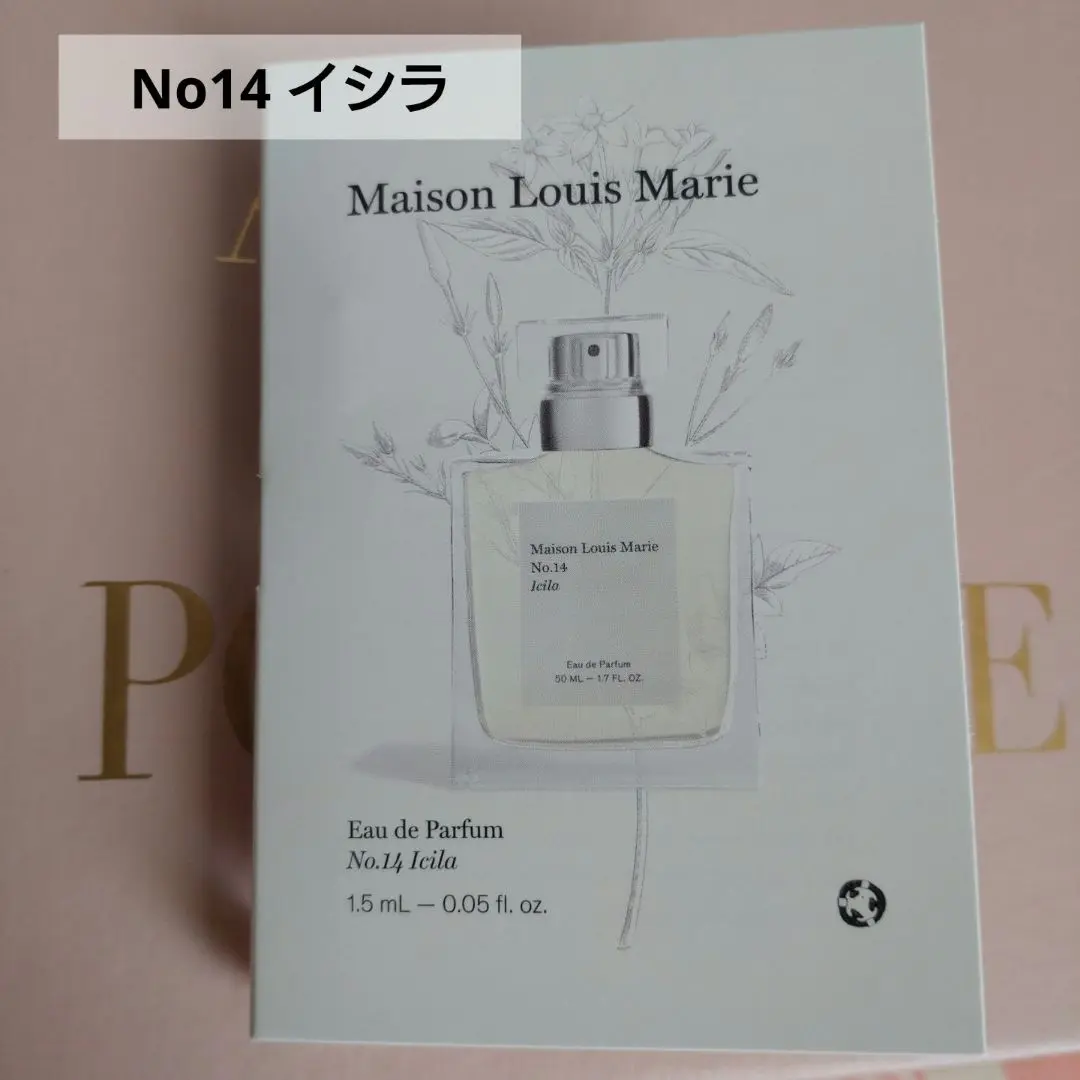 No14 イシラ
Maison Louis Marie
Maison Louis Marie
No.14
Icila
Eau de Parfum
50 ML — 1.7 FL. OZ.
Eau de Parfum
No.14 Icila
1.5 mL — 0.05 fl. oz.